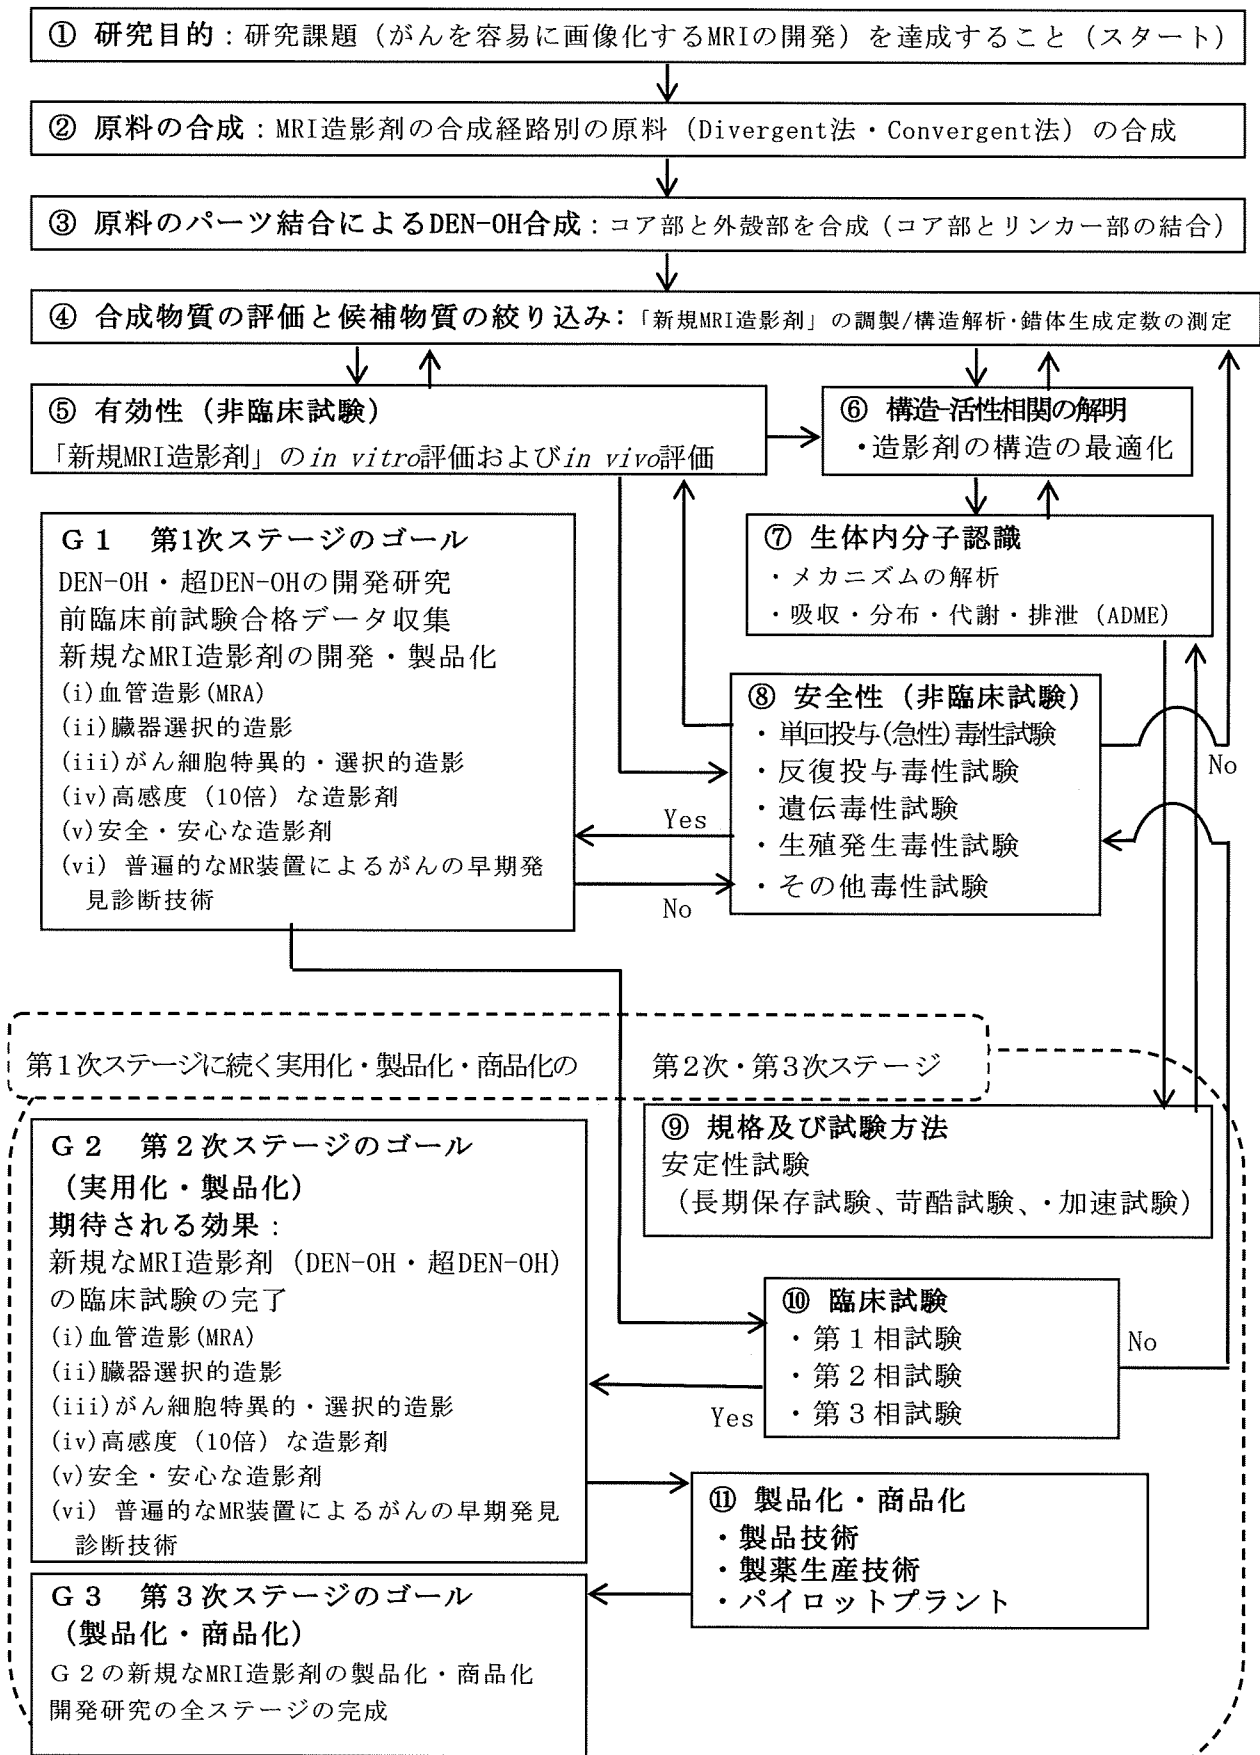 ① 研究目的：研究課題（がんを容易に画像化するMRIの開発）を達成すること（スタート）
② 原料の合成：MRI造影剤の合成経路別の原料（Divergent法・Convergent法）の合成
③ 原料のパーツ結合によるDEN-OH合成：コア部と外殻部を合成(コア部とリンカー部の結合)
④ 合成物質の評価と候補物質の絞り込み：「新規MRI造影剤」の調製/構造解析・錯体生成定数の測定
⑤ 有効性（非臨床試験）
「新規MRI造影剤」のin vitro評価およびin vivo評価
⑥ 構造-活性相関の解明
・造影剤の構造の最適化
⑦ 生体内分子認識
・メカニズムの解析
・吸収・分布・代謝・排泄（ADME）
G１ 第1次ステージのゴール
DEN-OH・超DEN-OHの開発研究
前臨床前試験合格データ収集
新規なMRI造影剤の開発・製品化
(i)血管造影(MRA)
(ii)臓器選択的造影
(iii)がん細胞特異的・選択的造影
(iv)高感度（10倍）な造影剤
(v)安全・安心な造影剤
(vi) 普遍的なMR装置によるがんの早期発
見診断技術
⑧ 安全性（非臨床試験）
・単回投与(急性)毒性試験
・反復投与毒性試験
・遺伝毒性試験
・生殖発生毒性試験
・その他毒性試験
No
Yes
No
第１次ステージに続く実用化・製品化・商品化の 第２次・第３次ステージ
⑨ 規格及び試験方法
安定性試験
（長期保存試験、苛酷試験、・加速試験）
G２ 第２次ステージのゴール
（実用化・製品化）
期待される効果：
新規なMRI造影剤（DEN-OH・超DEN-OH）
の臨床試験の完了
(i)血管造影(MRA)
(ii)臓器選択的造影
(iii)がん細胞特異的・選択的造影
(iv)高感度（10倍）な造影剤
(v)安全・安心な造影剤
(vi) 普遍的なMR装置によるがんの早期発見
診断技術
⑩ 臨床試験
・第１相試験
・第２相試験
・第３相試験
No
Yes
⑪ 製品化・商品化
・製品技術
・製薬生産技術
・パイロットプラント
G３ 第３次ステージのゴール
（製品化・商品化）
G２の新規なMRI造影剤の製品化・商品化
開発研究の全ステージの完成